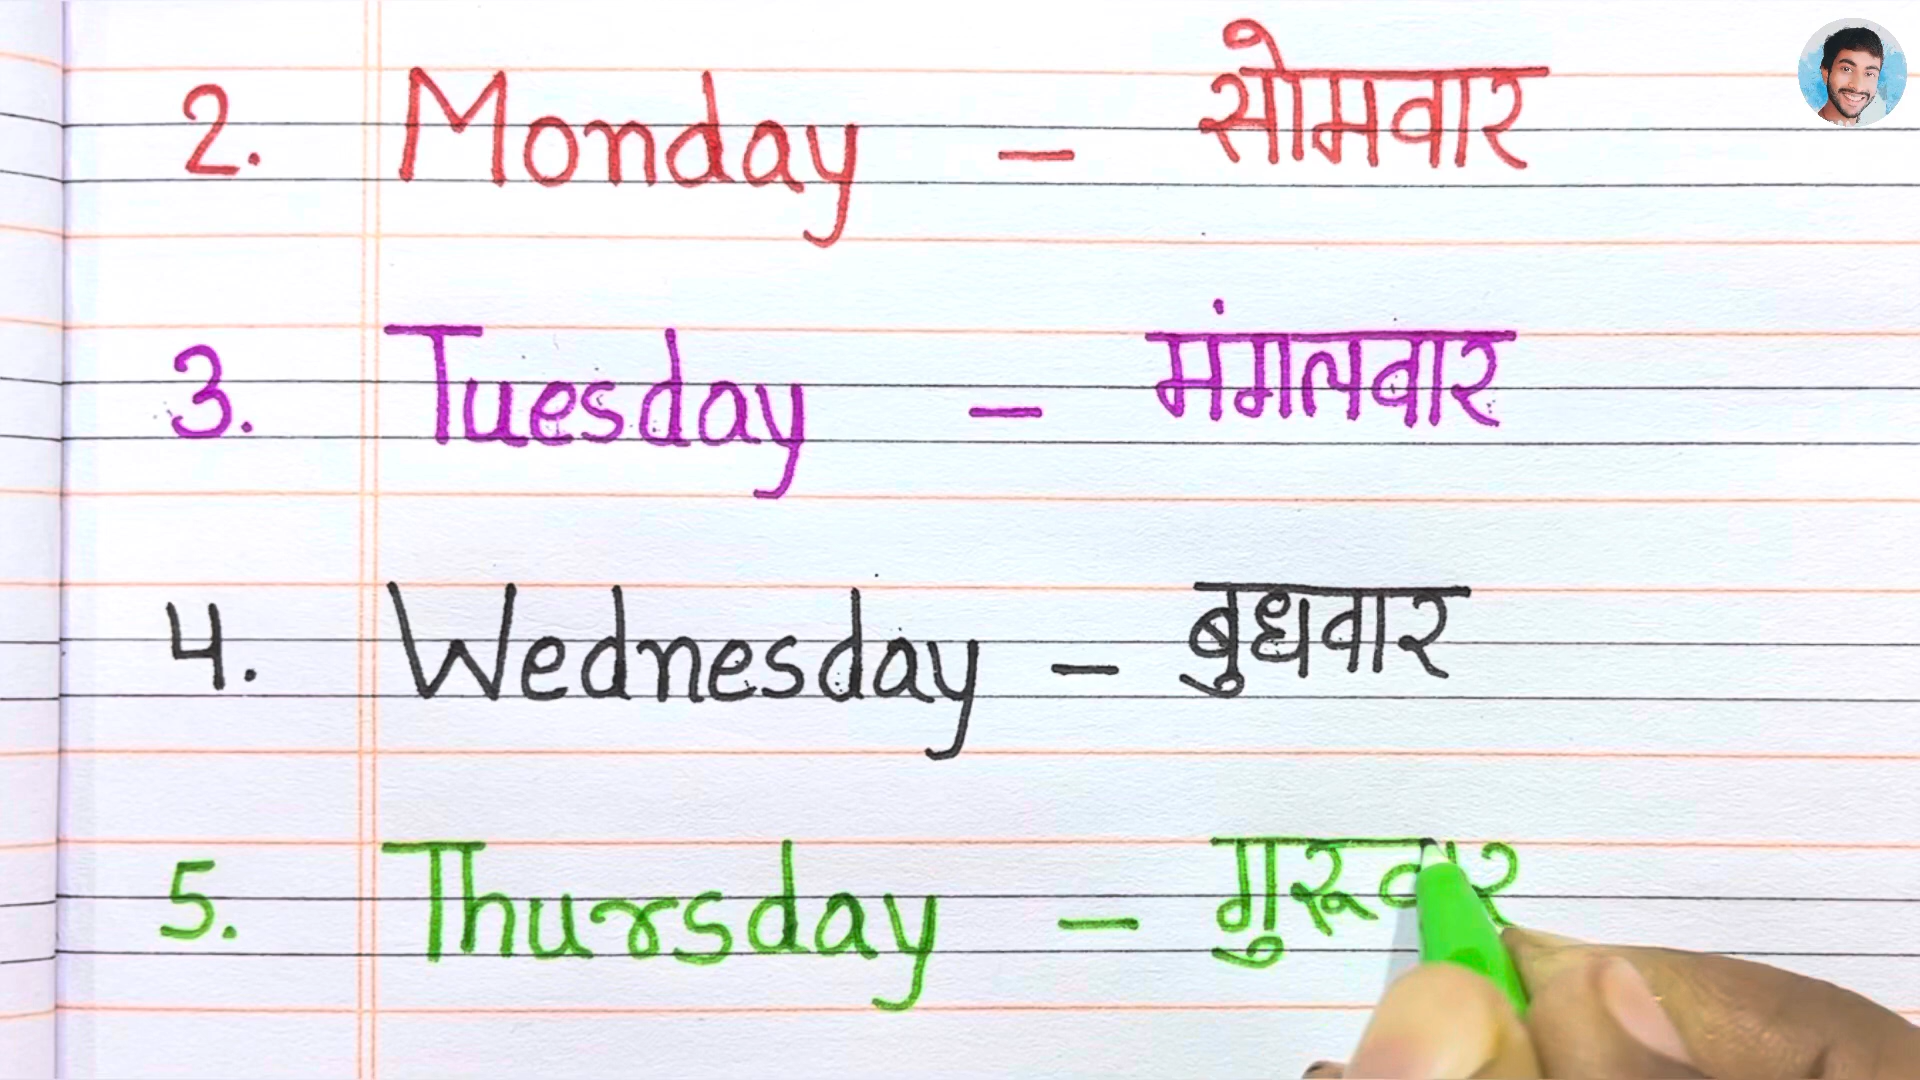 2. Monday - सोमवार
3. Tuesday - मंगलवार
4. Wednesday - बुधवार
5. Thursday - गुरूवार